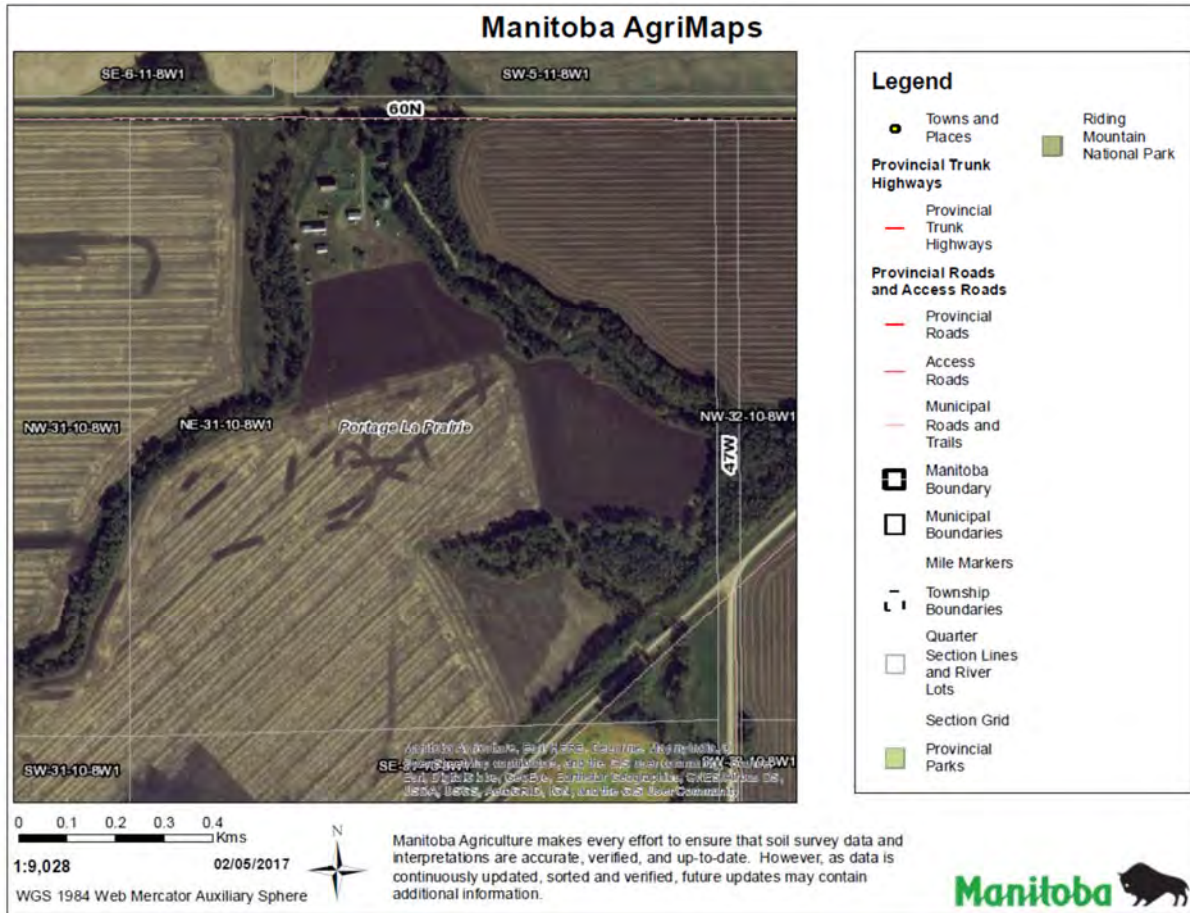 Manitoba AgriMaps
SE-6-11-8W1
SW-5-11-8W1
60N
NW-31-10-8W1
NE-31-10-8W1
Portage La Prairie
NW-32-10-8W1
47W
SW-31-10-8W1
Legend
Towns and
Places
Provincial Trunk
Highways
Provincial
Trunk
Highways
Provincial Roads
and Access Roads
Provincial
Roads
Access
Roads
Municipal
Roads and
Trails
Manitoba
Boundary
Municipal
Boundaries
Mile Markers
Township
Boundaries
Quarter
Section Lines
and River
Lots
Section Grid
Provincial
Parks
Riding
Mountain
National Park
0 0.1 0.2 0.3 0.4
Kms
1:9,028
02/05/2017
WGS 1984 Web Mercator Auxiliary Sphere
N
Manitoba Agriculture makes every effort to ensure that soil survey data and
interpretations are accurate, verified, and up-to-date. However, as data is
continuously updated, sorted and verified, future updates may contain
additional information.
Manitoba